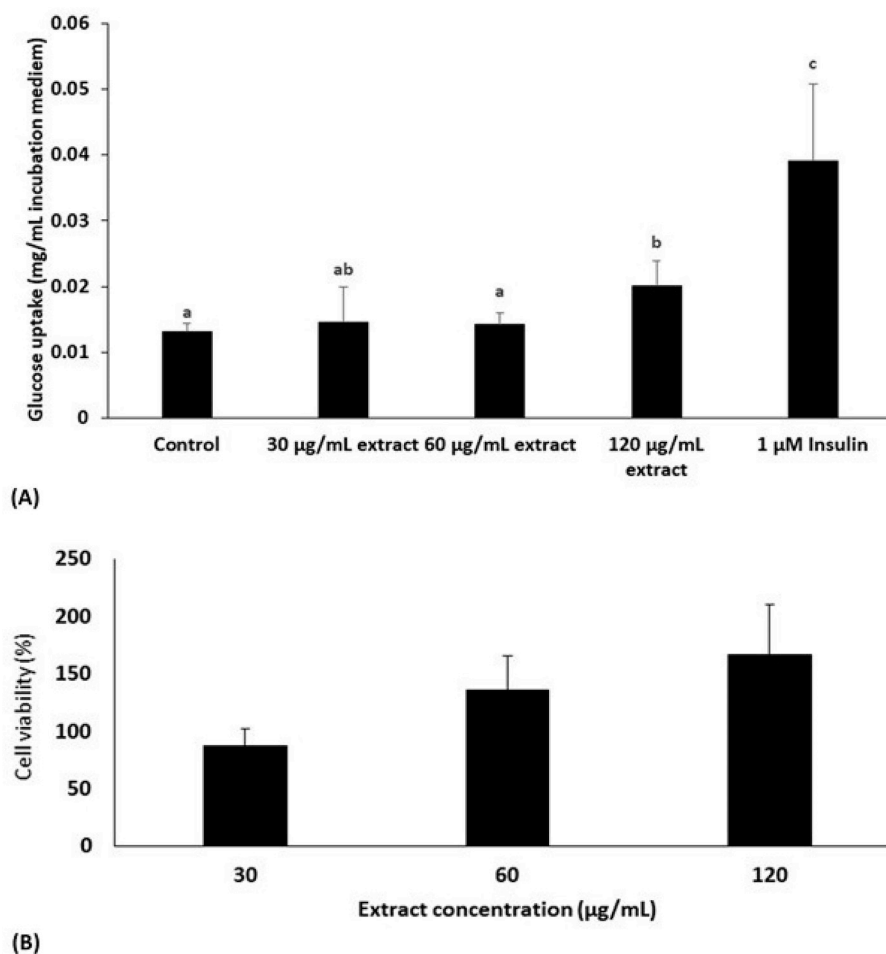 Glucose uptake (mg/mL incubation mediem)
0.06
0.05
0.04
0.03
0.02
0.01
0
a
ab
a
b
c
Control
30 µg/mL extract
60 µg/mL extract
120 µg/mL
extract
1 µM Insulin
(A)
Cell viability (%)
250
200
150
100
50
0
30
60
120
Extract concentration (µg/mL)
(B)